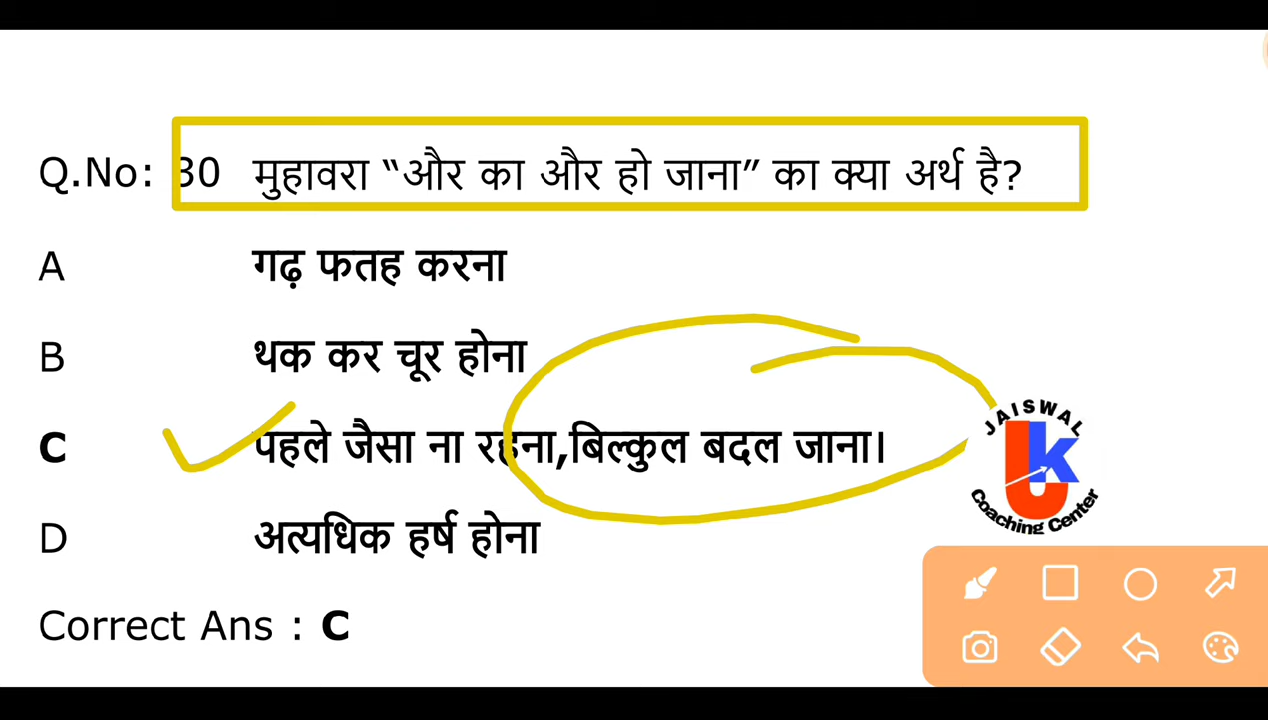 Q.No: 30 मुहावरा “और का और हो जाना” का क्या अर्थ है?
A गढ़ फतह करना
B थक कर चूर होना
C पहले जैसा ना रहना,बिल्कुल बदल जाना।
D अत्यधिक हर्ष होना
Correct Ans : C
JAISWAL
JK
Coaching Center